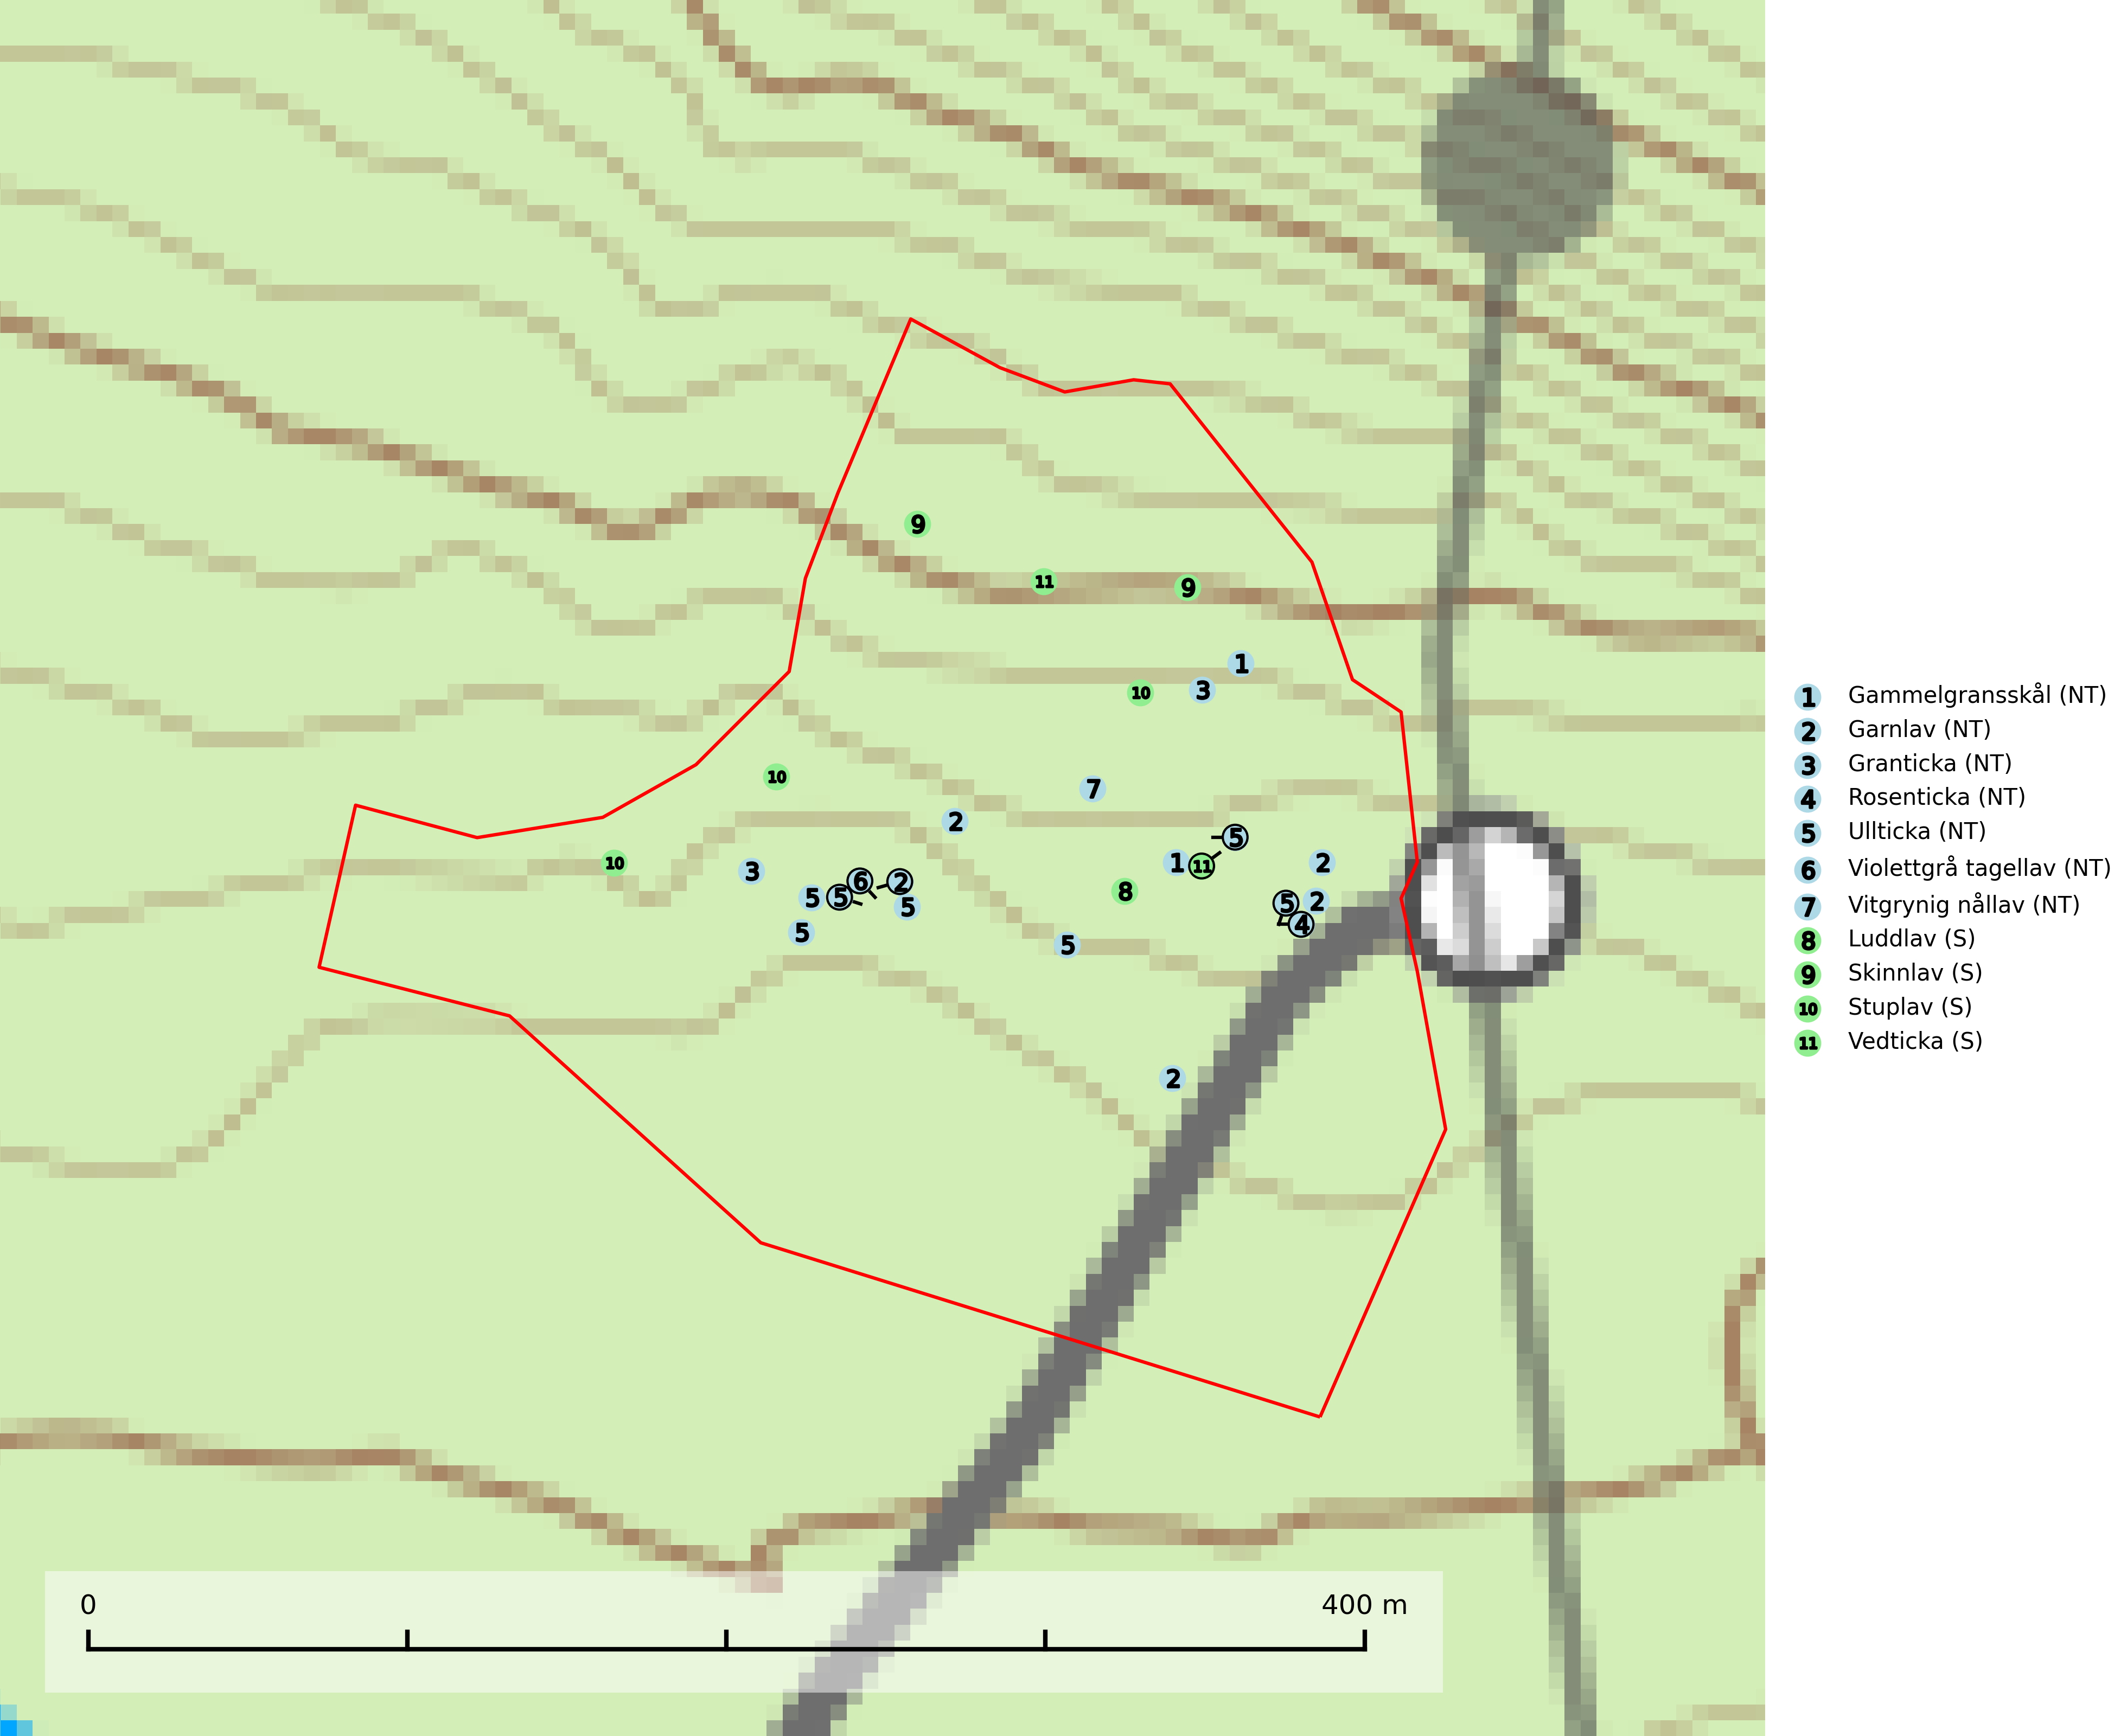 9
11
9
1
10
3
10
7
2
5
3
10
1
11
2
6
2
8
5
5
5
5
2
4
5
5
2
1 Gammelgransskål (NT)
2 Garnlav (NT)
3 Granticka (NT)
4 Rosenticka (NT)
5 Ullticka (NT)
6 Violettgrå tagellav (NT)
7 Vitgrynig nållav (NT)
8 Luddlav (S)
9 Skinnlav (S)
10 Stuplav (S)
11 Vedticka (S)
0 400 m